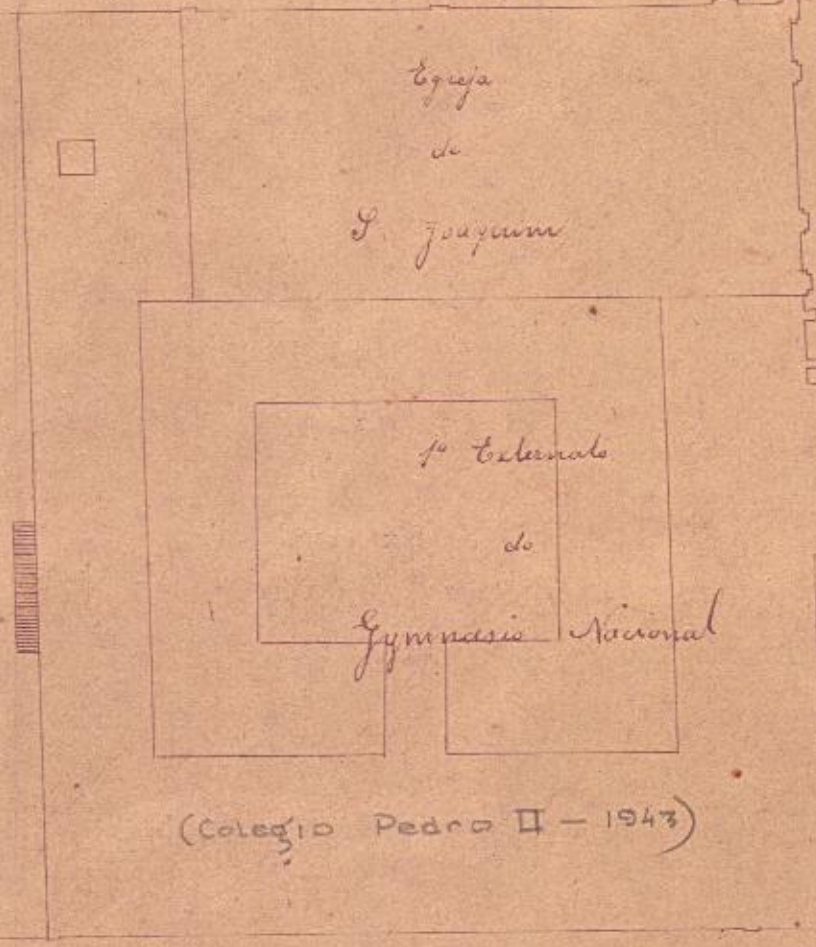 Egreja
de
S. Joaquim
1º Externato
do
Gymnasio Nacional
(Colegio Pedro II – 1943)